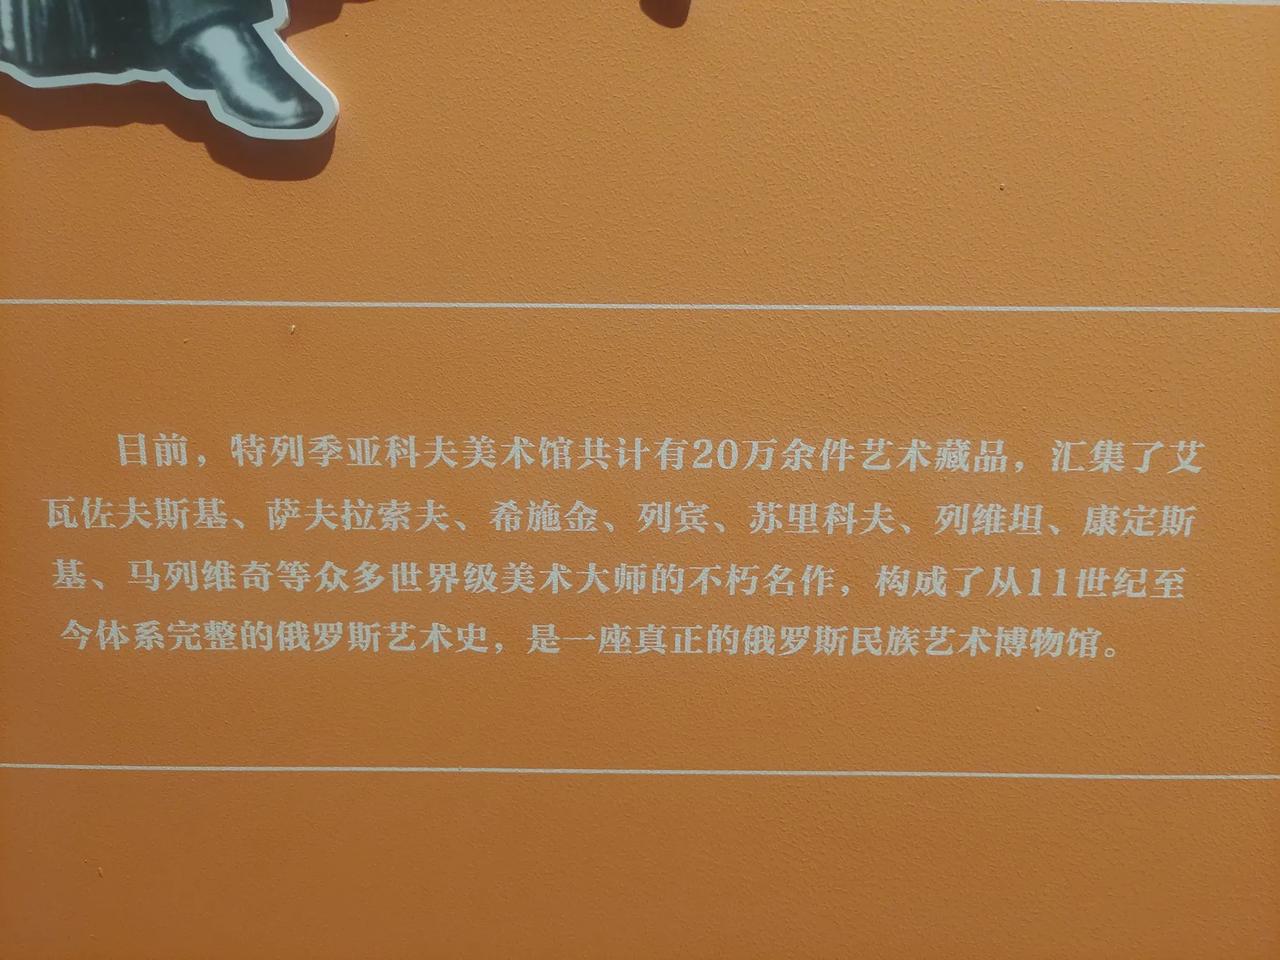 目前，特列季亚科夫美术馆共计有20万余件艺术藏品，汇集了艾
瓦佐夫斯基、萨夫拉索夫、希施金、列宾、苏里科夫、列维坦、康定斯
基、马列维奇等众多世界级美术大师的不朽名作，构成了从11世纪至
今体系完整的俄罗斯艺术史，是一座真正的俄罗斯民族艺术博物馆。